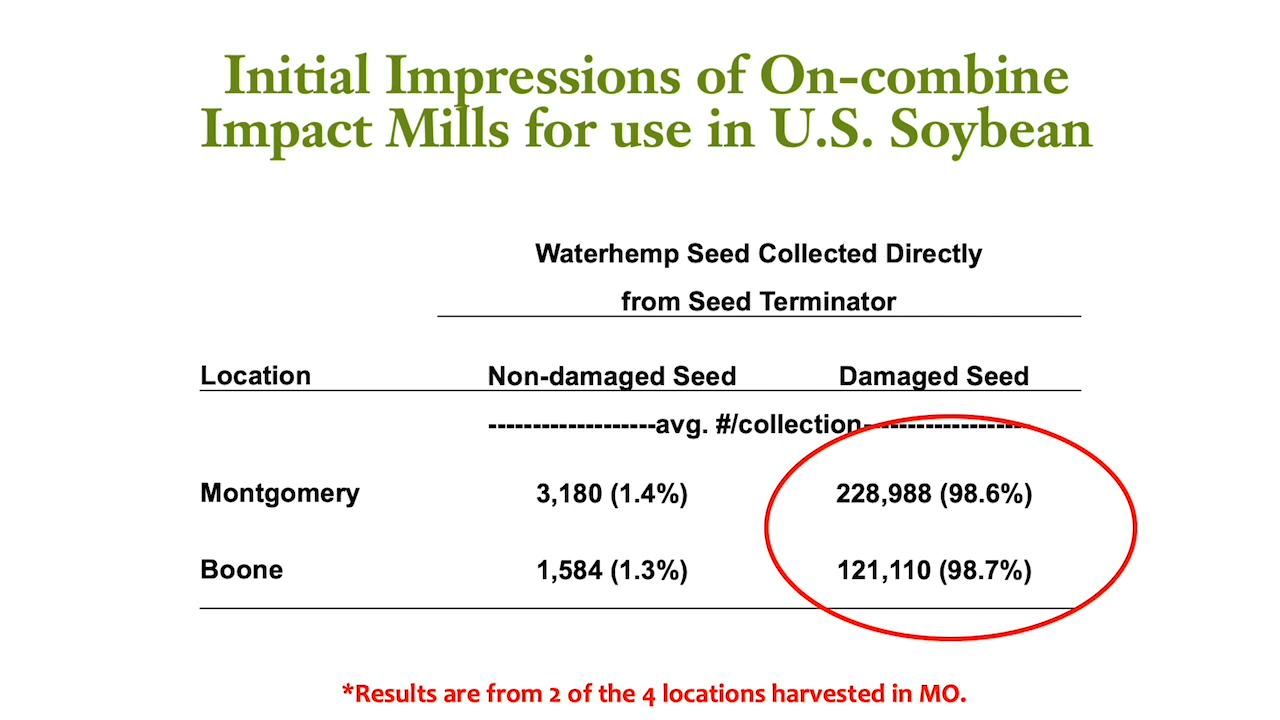 Initial Impressions of On-combine
Impact Mills for use in U.S. Soybean
Waterhemp Seed Collected Directly
from Seed Terminator
Location Non-damaged Seed Damaged Seed
-------------------avg. #/collection-------------------
Montgomery 3,180 (1.4%) 228,988 (98.6%)
Boone 1,584 (1.3%) 121,110 (98.7%)
*Results are from 2 of the 4 locations harvested in MO.